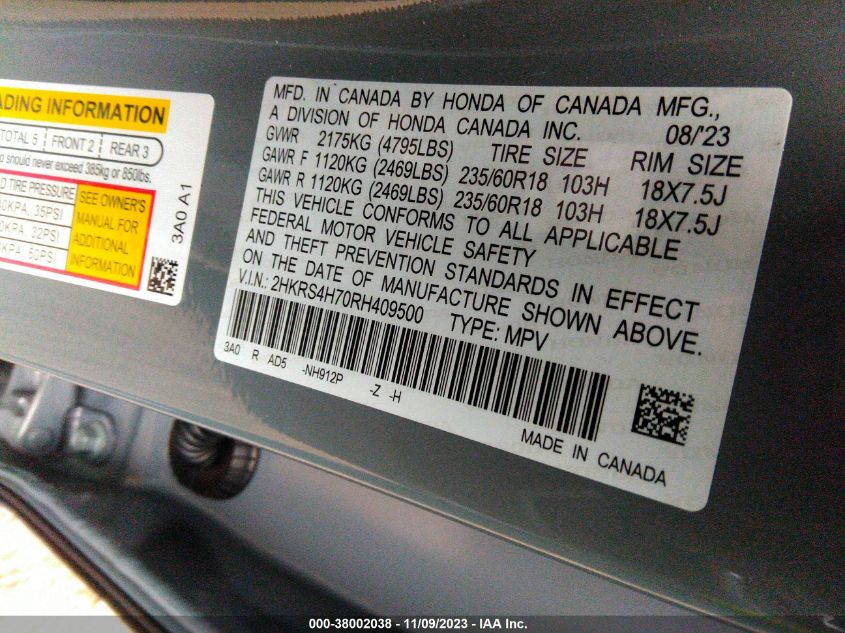 ADING INFORMATION
TOTAL 5 FRONT 2 REAR 3
should never exceed 385kg or 850lbs.
TIRE PRESSURE
KPA, 35PSI
KPA, 32PSI
KPA, 60PSI
SEE OWNER'S
MANUAL FOR
ADDITIONAL
INFORMATION
3A0 A1
MFD. IN CANADA BY HONDA OF CANADA MFG.,
A DIVISION OF HONDA CANADA INC. 08/'23
GVWR 2175KG (4795LBS) TIRE SIZE RIM SIZE
GAWR F 1120KG (2469LBS) 235/60R18 103H 18X7.5J
GAWR R 1120KG (2469LBS) 235/60R18 103H 18X7.5J
THIS VEHICLE CONFORMS TO ALL APPLICABLE
FEDERAL MOTOR VEHICLE SAFETY
AND THEFT PREVENTION STANDARDS IN EFFECT
ON THE DATE OF MANUFACTURE SHOWN ABOVE.
V.I.N.: 2HKRS4H70RH409500 TYPE: MPV
3A0 R AD5 -NH912P -Z -H
MADE IN CANADA
000-38002038 - 11/09/2023 - IAA Inc.